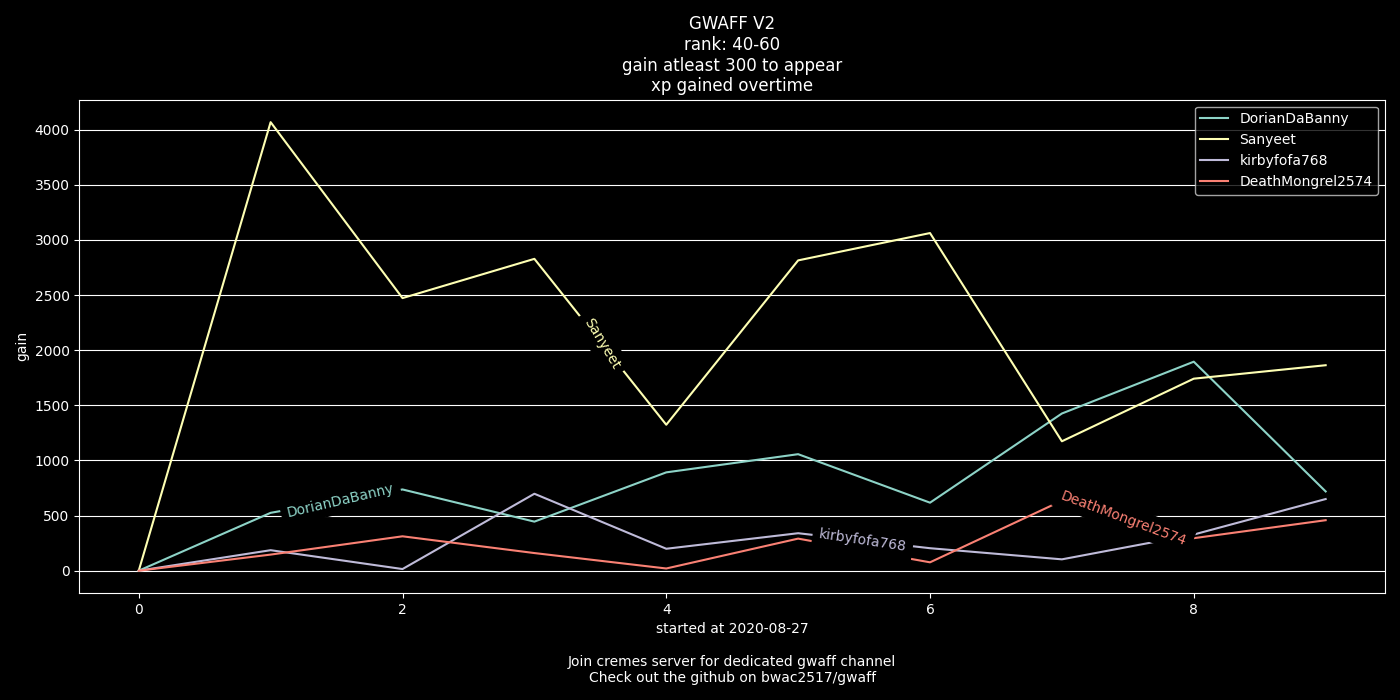 GWAFF V2
rank: 40-60
gain atleast 300 to appear
xp gained overtime
DorianDaBanny
Sanyeet
kirbyfofa768
DeathMongrel2574
4000
3500
3000
2500
2000
1500
1000
500
0
gain
Sanyeet
DorianDaBanny
kirbyfofa768
DeathMongrel2574
0 2 4 6 8
started at 2020-08-27
Join cremes server for dedicated gwaff channel
Check out the github on bwac2517/gwaff